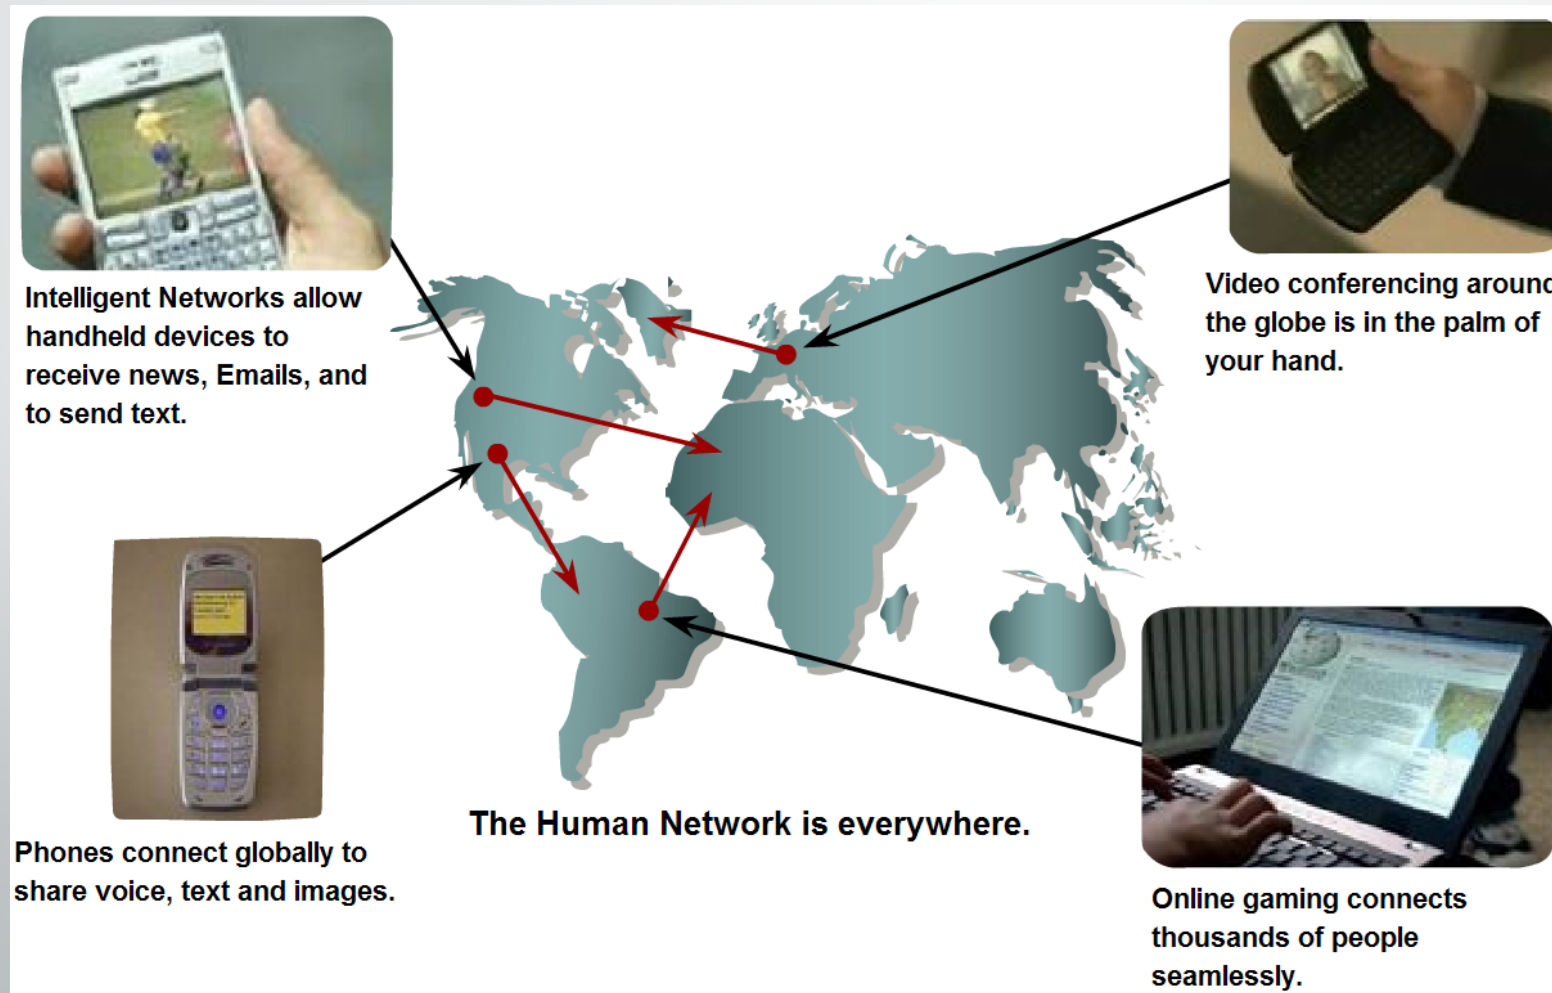 Intelligent Networks allow
handheld devices to
receive news, Emails, and
to send text.
Video conferencing around
the globe is in the palm of
your hand.
The Human Network is everywhere.
Phones connect globally to
share voice, text and images.
Online gaming connects
thousands of people
seamlessly.